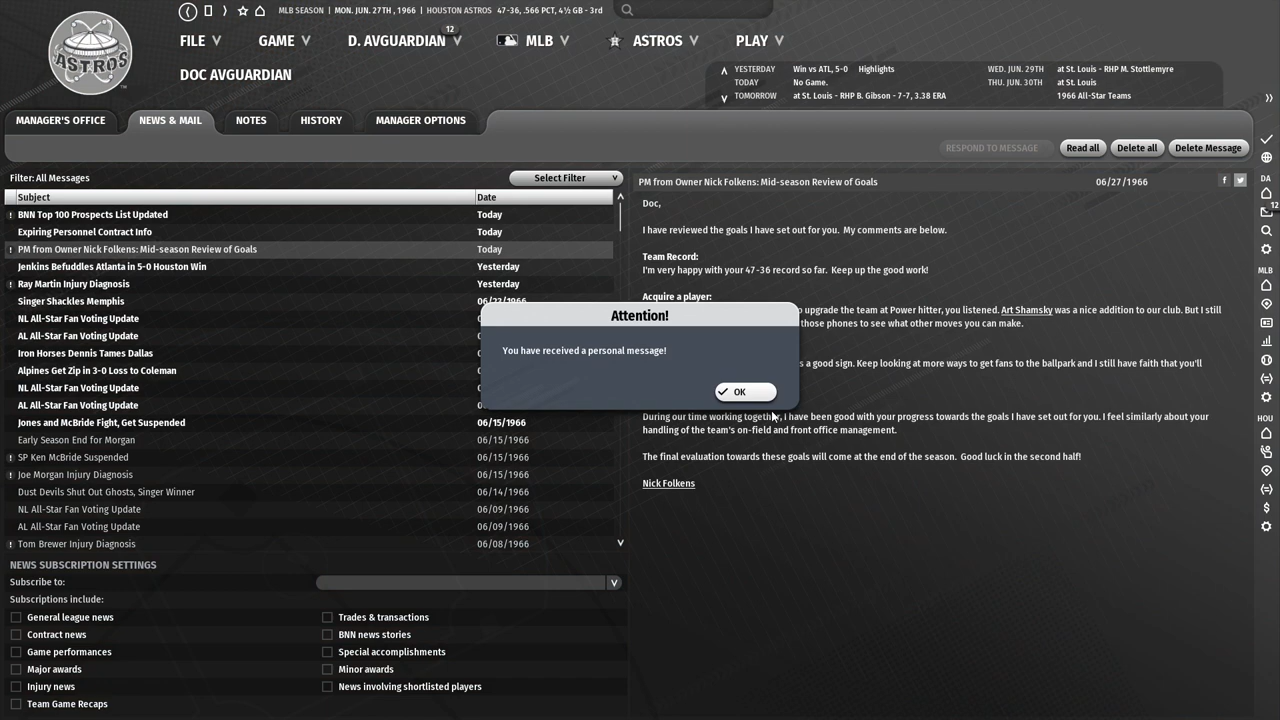 MLB SEASON | MON. JUN. 27TH , 1966 | HOUSTON ASTROS 47-36, .566 PCT, 4½ GB - 3rd
FILE GAME D. AVGUARDIAN 12 MLB ASTROS PLAY
ASTROS
DOC AVGUARDIAN
YESTERDAY Win vs ATL, 5-0 Highlights WED. JUN. 29TH at St. Louis - RHP M. Stottlemyre
TODAY No Game. THU. JUN. 30TH at St. Louis
TOMORROW at St. Louis - RHP B. Gibson - 7-7, 3.38 ERA 1966 All-Star Teams
MANAGER'S OFFICE NEWS & MAIL NOTES HISTORY MANAGER OPTIONS
RESPOND TO MESSAGE Read all Delete all Delete Message
Filter: All Messages Select Filter
Subject Date
! BNN Top 100 Prospects List Updated Today
Expiring Personnel Contract Info Today
! PM from Owner Nick Folkens: Mid-season Review of Goals Today
Jenkins Befuddles Atlanta in 5-0 Houston Win Yesterday
! Ray Martin Injury Diagnosis Yesterday
Singer Shackles Memphis
NL All-Star Fan Voting Update
AL All-Star Fan Voting Update
Iron Horses Dennis Tames Dallas
Alpines Get Zip in 3-0 Loss to Coleman
NL All-Star Fan Voting Update
AL All-Star Fan Voting Update
Jones and McBride Fight, Get Suspended 06/15/1966
Early Season End for Morgan 06/15/1966
! SP Ken McBride Suspended 06/15/1966
! Joe Morgan Injury Diagnosis 06/15/1966
Dust Devils Shut Out Ghosts, Singer Winner 06/14/1966
NL All-Star Fan Voting Update 06/09/1966
AL All-Star Fan Voting Update 06/09/1966
! Tom Brewer Injury Diagnosis 06/08/1966
PM from Owner Nick Folkens: Mid-season Review of Goals 06/27/1966
Doc,
I have reviewed the goals I have set out for you. My comments are below.
Team Record:
I'm very happy with your 47-36 record so far. Keep up the good work!
Acquire a player:
upgrade the team at Power hitter, you listened. Art Shamsky was a nice addition to our club. But I still
those phones to see what other moves you can make.
a good sign. Keep looking at more ways to get fans to the ballpark and I still have faith that you'll
During our time working together, I have been good with your progress towards the goals I have set out for you. I feel similarly about your
handling of the team's on-field and front office management.
The final evaluation towards these goals will come at the end of the season. Good luck in the second half!
Nick Folkens
Attention!
You have received a personal message!
OK
NEWS SUBSCRIPTION SETTINGS
Subscribe to:
Subscriptions include:
General league news Trades & transactions
Contract news BNN news stories
Game performances Special accomplishments
Major awards Minor awards
Injury news News involving shortlisted players
Team Game Recaps
DA
12
MLB
HOU